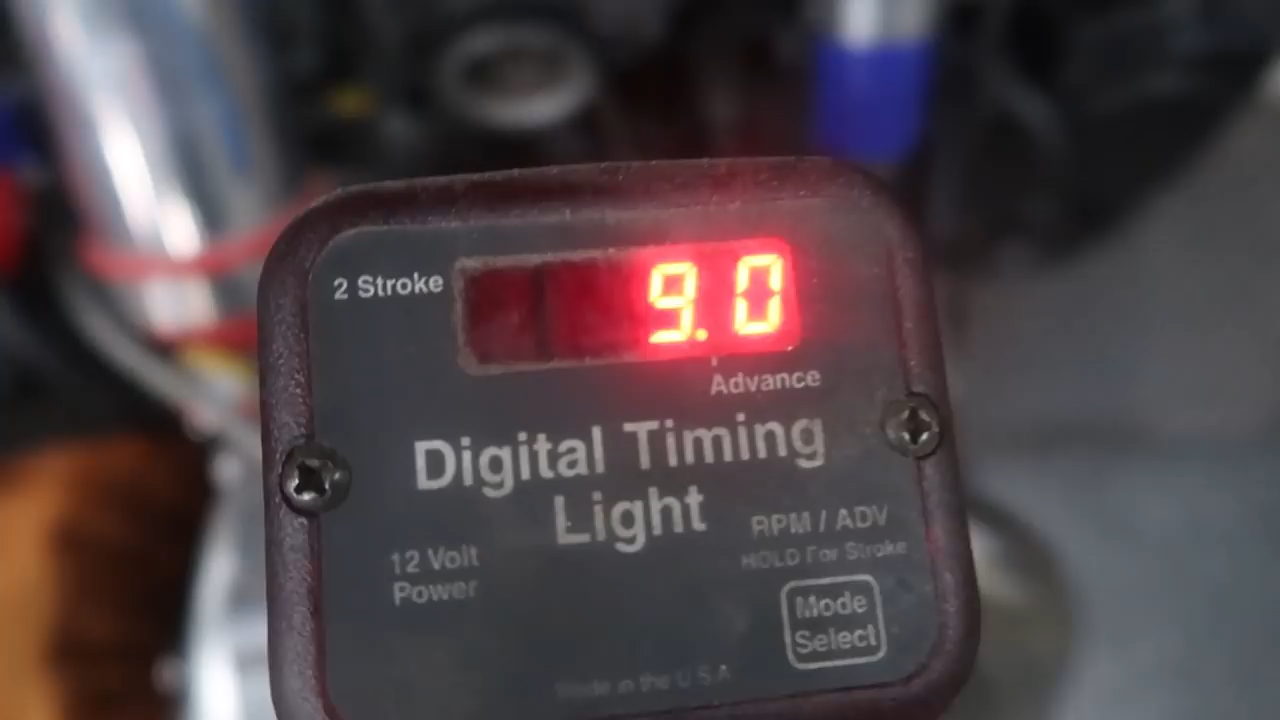 2 Stroke
9.0
Advance
Digital Timing
Light
12 Volt
Power
RPM / ADV
HOLD For Stroke
Mode
Select
Made in the U.S.A